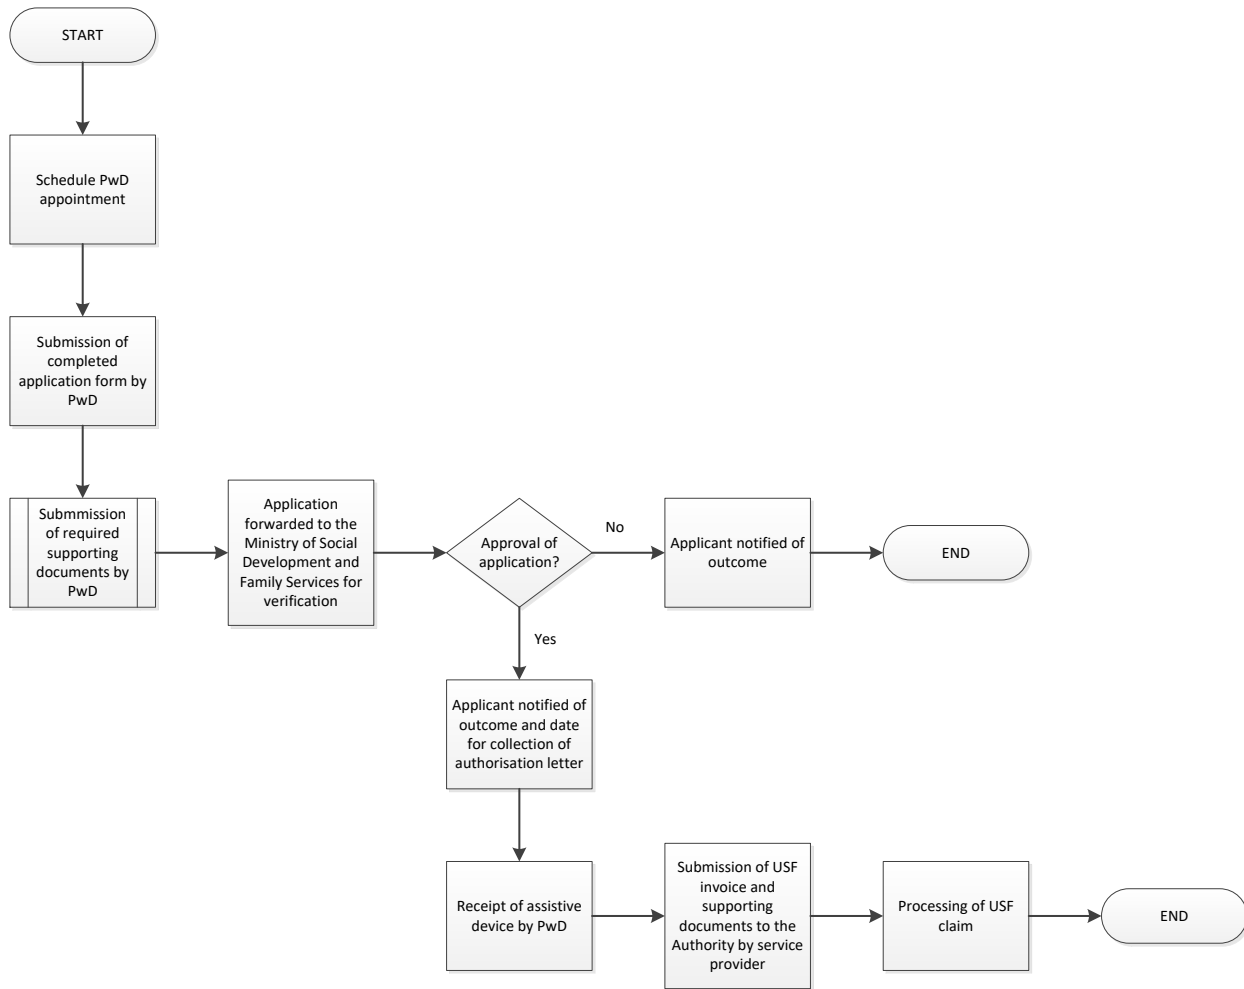 START
Schedule PwD
appointment
Submission of
completed
application form by
PwD
Submmission
of required
supporting
documents by
PwD
Application
forwarded to the
Ministry of Social
Development and
Family Services for
verification
Approval of
application?
No
Applicant notified of
outcome
END
Yes
Applicant notified of
outcome and date
for collection of
authorisation letter
Receipt of assistive
device by PwD
Submission of USF
invoice and
supporting
documents to the
Authority by service
provider
Processing of USF
claim
END